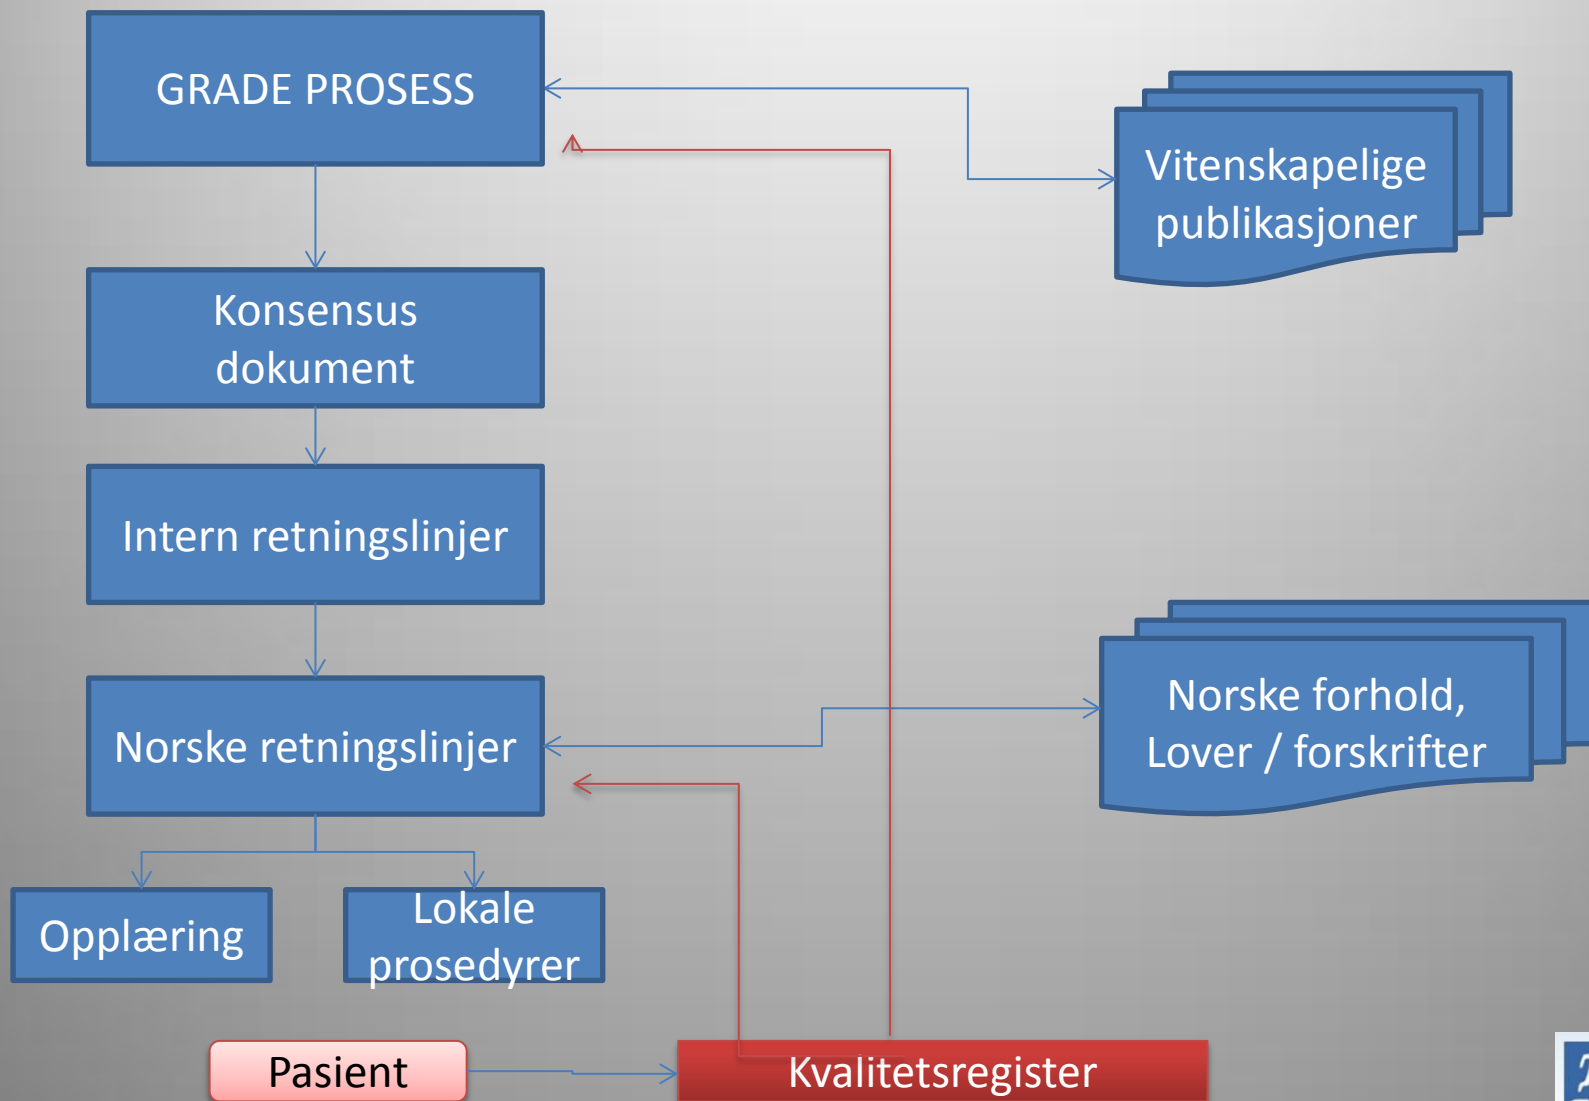 GRADE PROSESS
Vitenskapelige
publikasjoner
Konsensus
dokument
Intern retningslinjer
Norske retningslinjer
Norske forhold,
Lover / forskrifter
Opplæring
Lokale
prosedyrer
Pasient
Kvalitetsregister